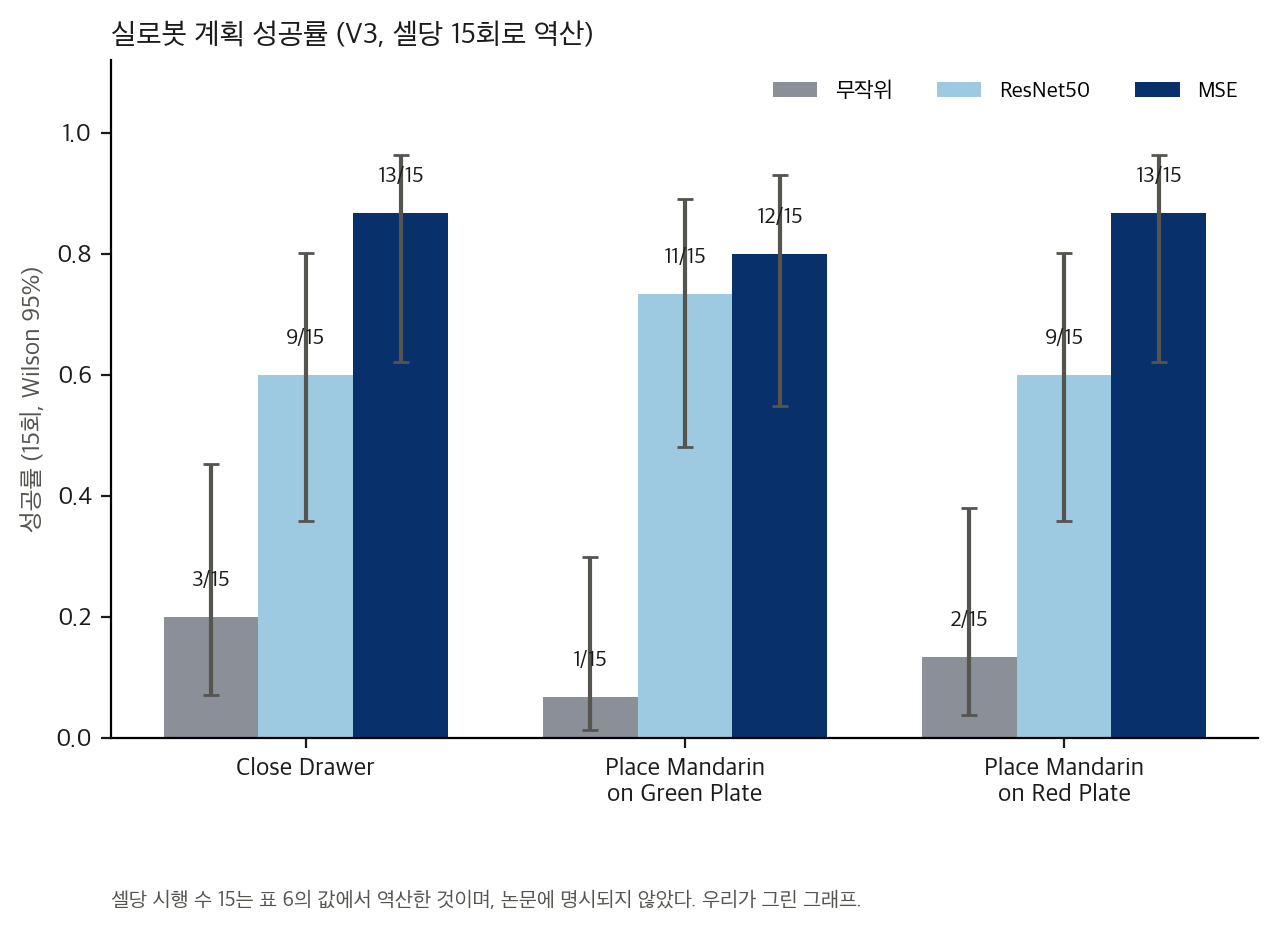 실로봇 계획 성공률 (V3, 셀당 15회로 역산)
무작위 ResNet50 MSE
성공률 (15회, Wilson 95%)
1.0
0.8
0.6
0.4
0.2
0.0
3/15
9/15
13/15
1/15
11/15
12/15
2/15
9/15
13/15
Close Drawer
Place Mandarin
on Green Plate
Place Mandarin
on Red Plate
셀당 시행 수 15는 표 6의 값에서 역산한 것이며, 논문에 명시되지 않았다. 우리가 그린 그래프.